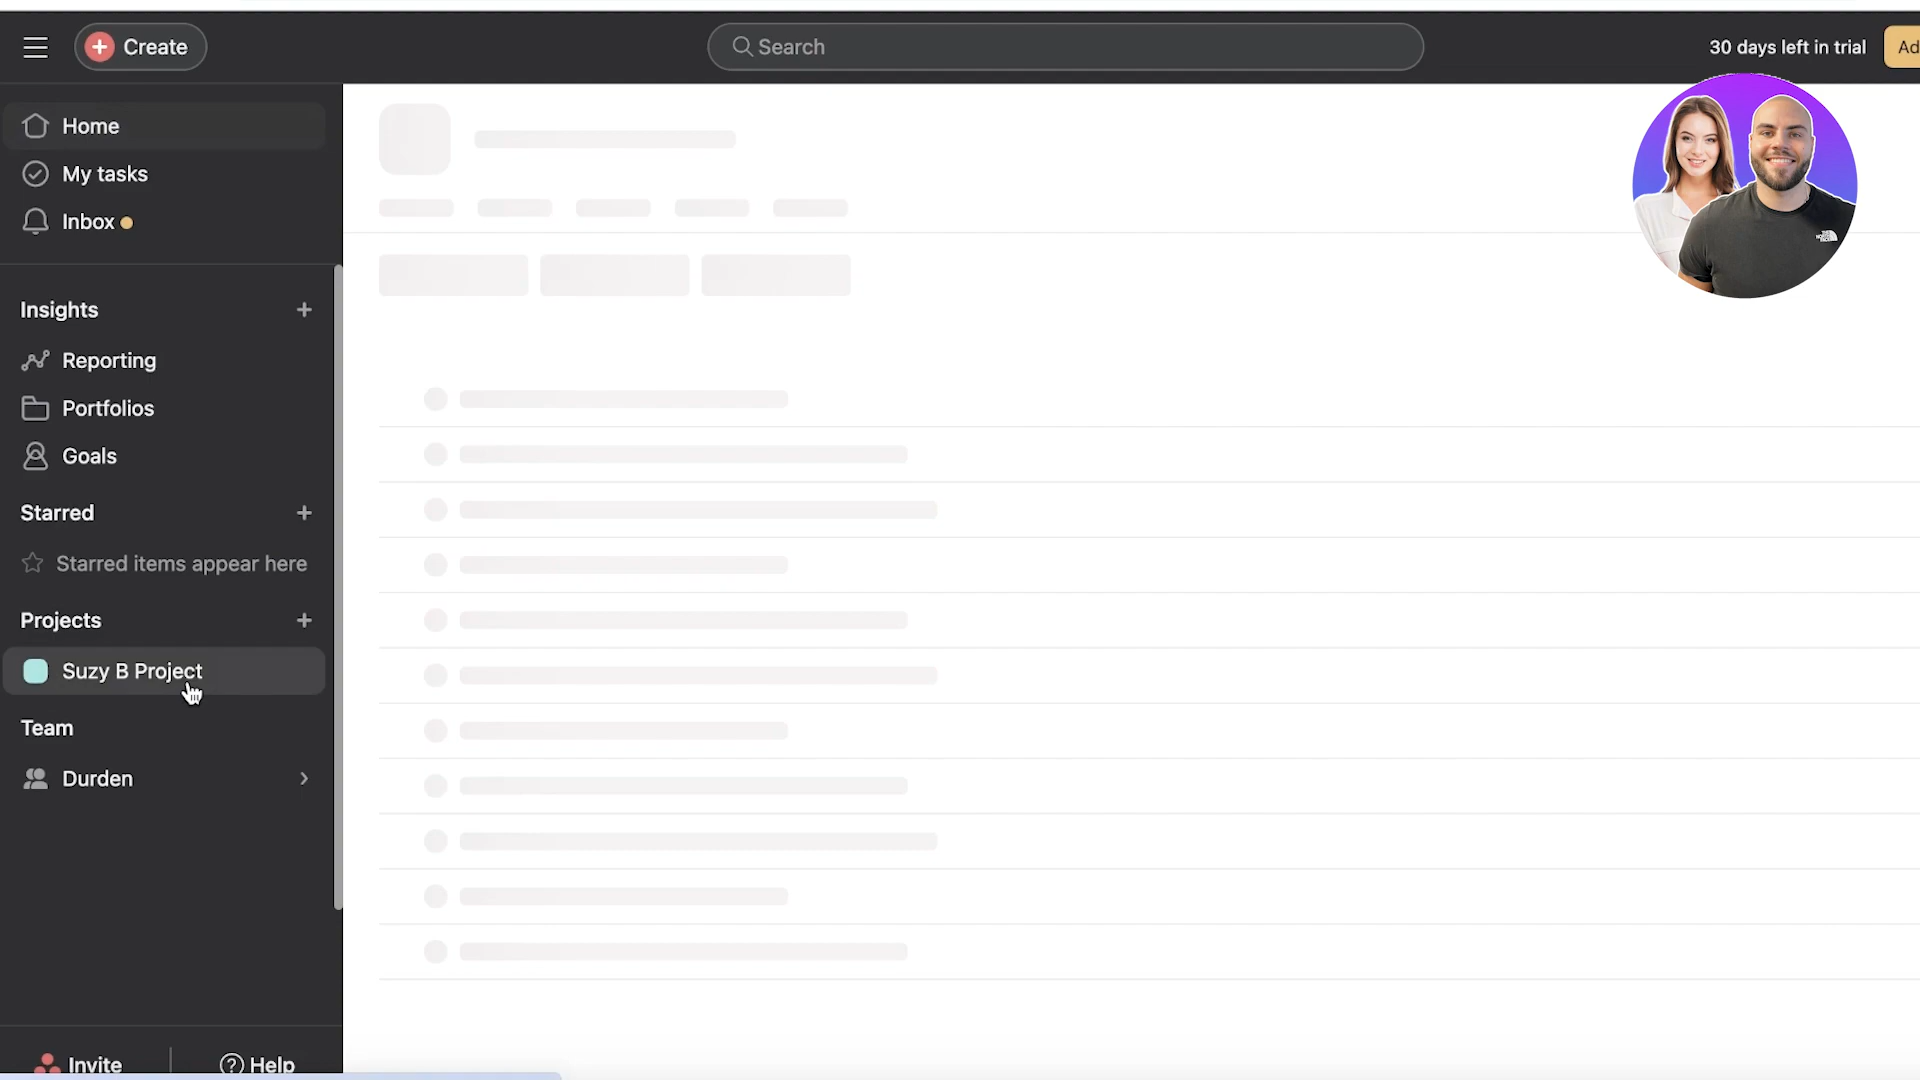 Create
Search
30 days left in trial
Ad
Home
My tasks
Inbox
Insights
Reporting
Portfolios
Goals
Starred
Starred items appear here
Projects
Suzy B Project
Team
Durden
Invite
Help